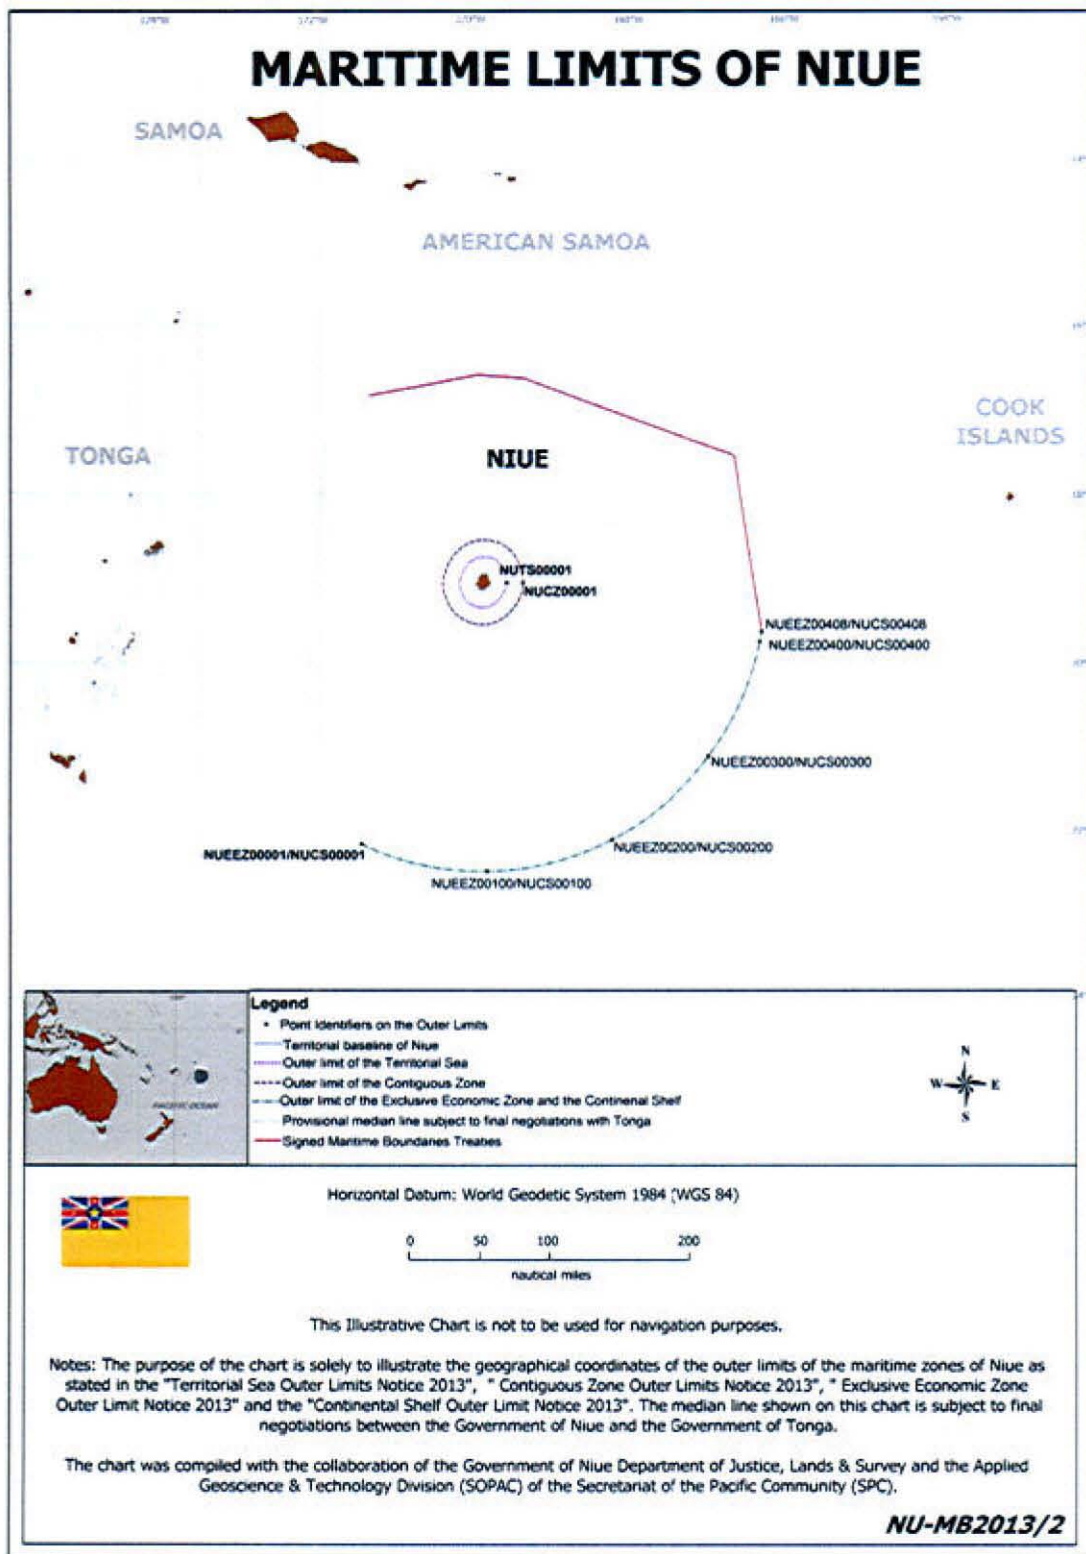 172°W
MARITIME LIMITS OF NIUE
SAMOA
AMERICAN SAMOA
COOK
ISLANDS
TONGA
NIUE
NUTS00001
NUCZ00001
NUEEZ00408/NUCS00408
NUEEZ00400/NUCS00400
NUEEZ00300/NUCS00300
NUEEZ00200/NUCS00200
NUEEZ00001/NUCS00001
NUEEZ00100/NUCS00100
Legend
Point Identifiers on the Outer Limits
Territorial baseline of Niue
Outer limit of the Territorial Sea
Outer limit of the Contiguous Zone
Outer limit of the Exclusive Economic Zone and the Continenal Shelf
Provisional median line subject to final negotiations with Tonga
Signed Maritime Boundaries Treaties
PACIFIC OCEAN
N
W E
S
Horizontal Datum: World Geodetic System 1984 (WGS 84)
0 50 100 200
nautical miles
This Illustrative Chart is not to be used for navigation purposes.
Notes: The purpose of the chart is solely to illustrate the geographical coordinates of the outer limits of the maritime zones of Niue as
stated in the "Territorial Sea Outer Limits Notice 2013", " Contiguous Zone Outer Limits Notice 2013", " Exclusive Economic Zone
Outer Limit Notice 2013" and the "Continental Shelf Outer Limit Notice 2013". The median line shown on this chart is subject to final
negotiations between the Government of Niue and the Government of Tonga.
The chart was compiled with the collaboration of the Government of Niue Department of Justice, Lands & Survey and the Applied
Geoscience & Technology Division (SOPAC) of the Secretariat of the Pacific Community (SPC).
NU-MB2013/2